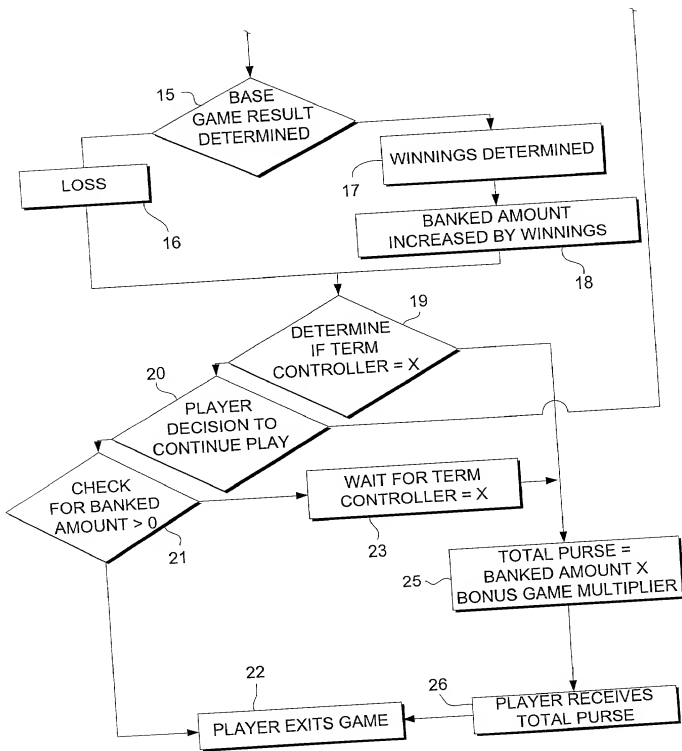 15
BASE
GAME RESULT
DETERMINED
WINNINGS DETERMINED
17
LOSS
16
BANKED AMOUNT
INCREASED BY WINNINGS
18
19
DETERMINE
IF TERM
CONTROLLER = X
20
PLAYER
DECISION TO
CONTINUE PLAY
CHECK
FOR BANKED
AMOUNT > 0
21
WAIT FOR TERM
CONTROLLER = X
23
25
TOTAL PURSE =
BANKED AMOUNT X
BONUS GAME MULTIPLIER
22
PLAYER EXITS GAME
26
PLAYER RECEIVES
TOTAL PURSE